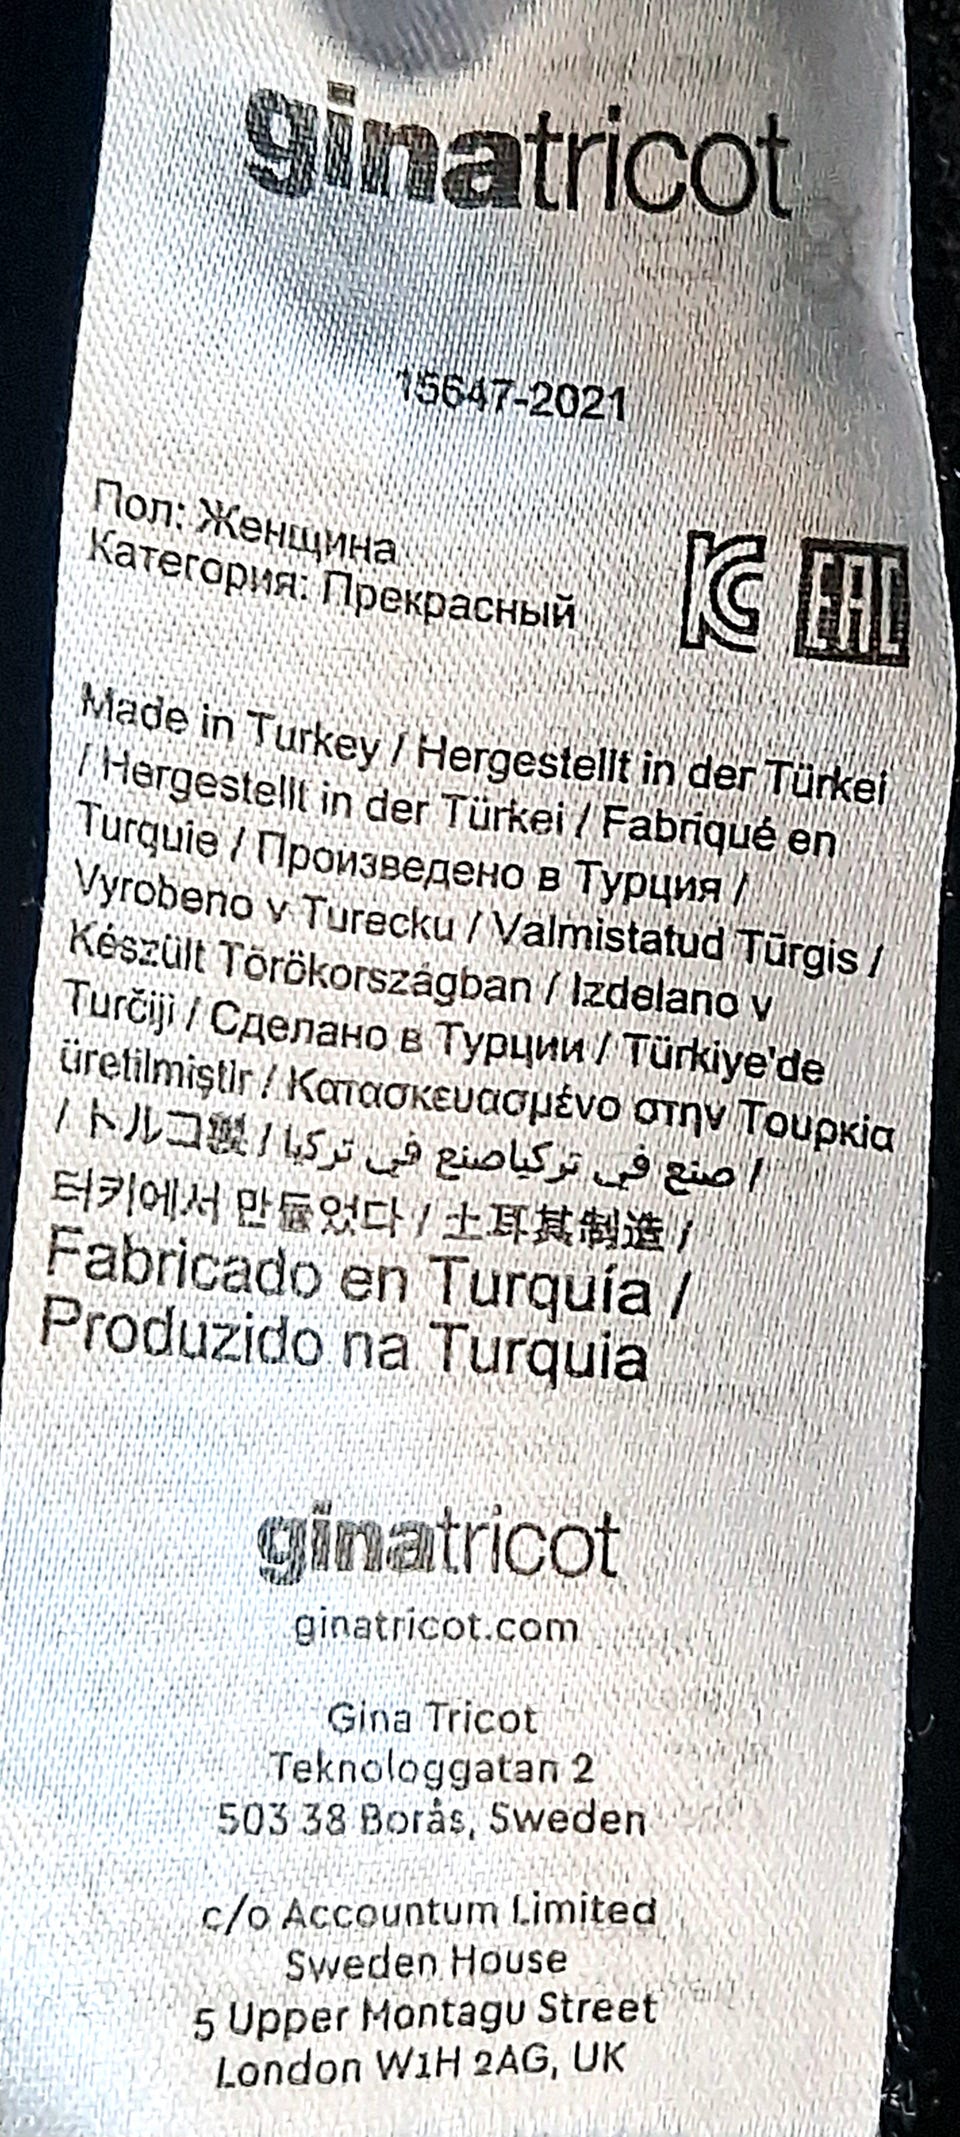 ginatricot
15647-2021
Пол: Женщина
Категория: Прекрасный
KC EAC
Made in Turkey / Hergestellt in der Türkei
/ Hergestellt in der Türkei / Fabriqué en
Turquie / Произведено в Турция /
Vyrobeno v Turecku / Valmistatud Türgis /
Készült Törökországban / Izdelano v
Turčiji / Сделано в Турции / Türkiye'de
üretilmiştir / Κατασκευασμένο στην Τουρκία
/ トルコ製 / صنع في تركياصنع في تركيا /
터키에서 만들었다 / 土耳其制造 /
Fabricado en Turquía /
Produzido na Turquia
ginatricot
ginatricot.com
Gina Tricot
Teknologgatan 2
503 38 Borås, Sweden
c/o Accountum Limited
Sweden House
5 Upper Montagu Street
London W1H 2AG, UK